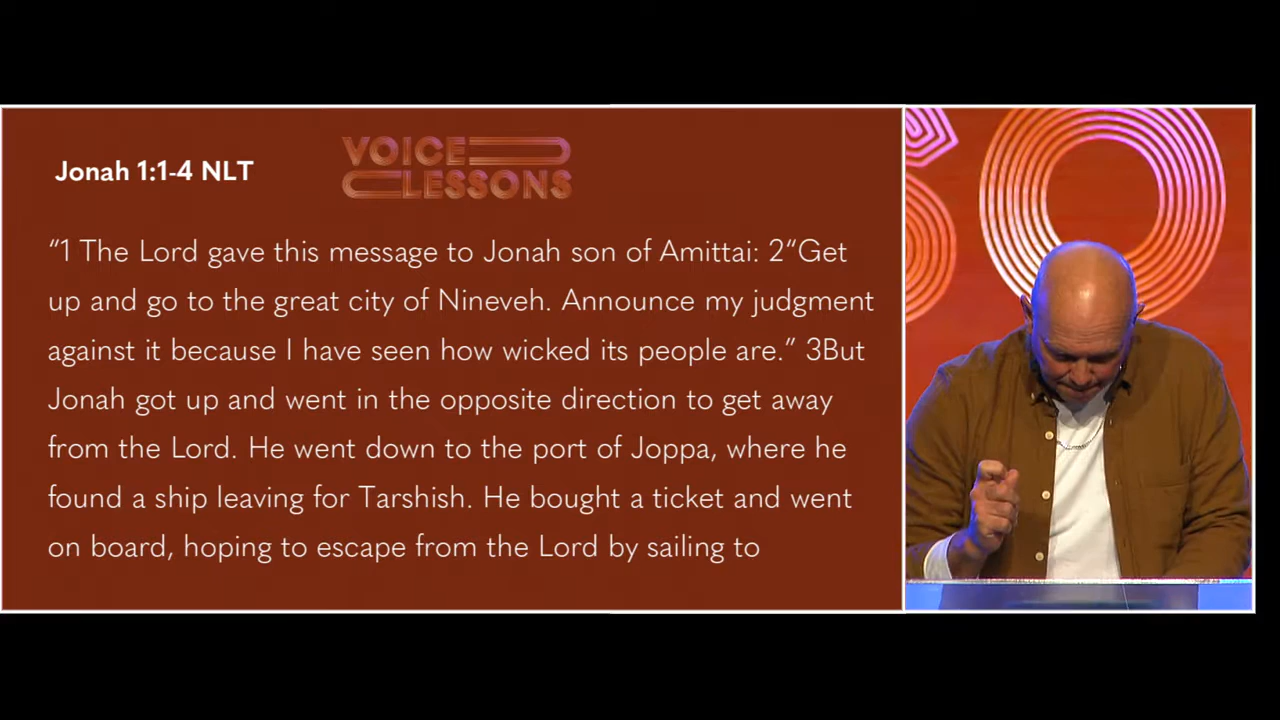 Jonah 1:1-4 NLT
VOICE
LESSONS
“1 The Lord gave this message to Jonah son of Amittai: 2“Get
up and go to the great city of Nineveh. Announce my judgment
against it because I have seen how wicked its people are.” 3But
Jonah got up and went in the opposite direction to get away
from the Lord. He went down to the port of Joppa, where he
found a ship leaving for Tarshish. He bought a ticket and went
on board, hoping to escape from the Lord by sailing to